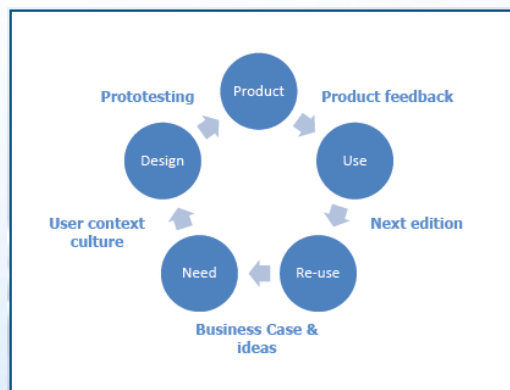 Product
Prototesting
Product feedback
Design
Use
User context
culture
Next edition
Need
Re-use
Business Case &
ideas